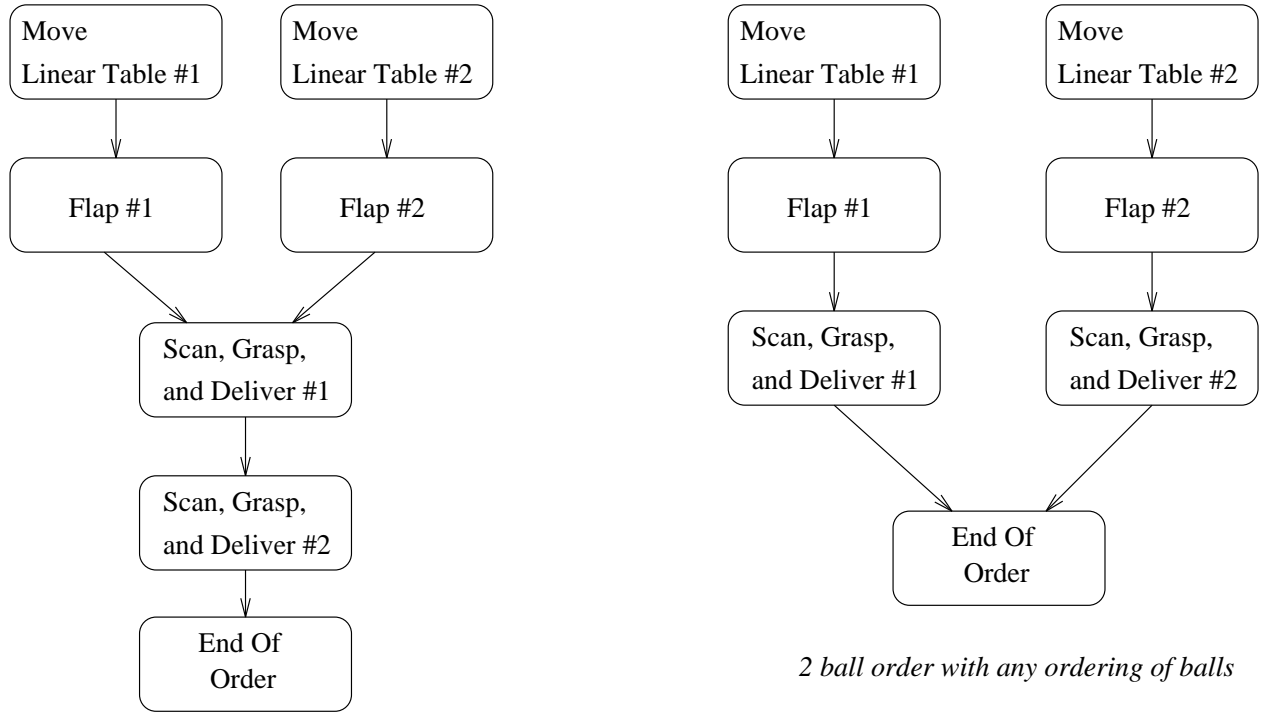 Move
Linear Table #1
Move
Linear Table #2
Flap #1
Flap #2
Scan, Grasp,
and Deliver #1
Scan, Grasp,
and Deliver #2
End Of
Order
Move
Linear Table #1
Move
Linear Table #2
Flap #1
Flap #2
Scan, Grasp,
and Deliver #1
Scan, Grasp,
and Deliver #2
End Of
Order
2 ball order with any ordering of balls